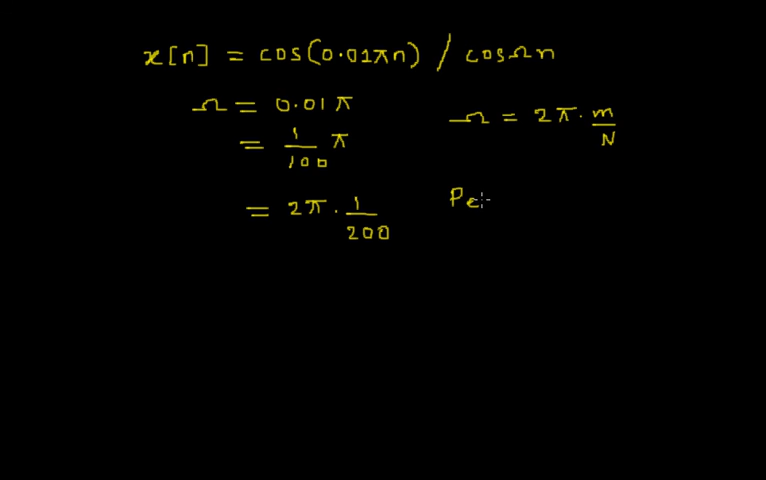 x[n] = cos(0.01πn) / cosΩn
Ω = 0.01π
Ω = 2π · m/N
= 1/100 π
= 2π · 1/200
Pe